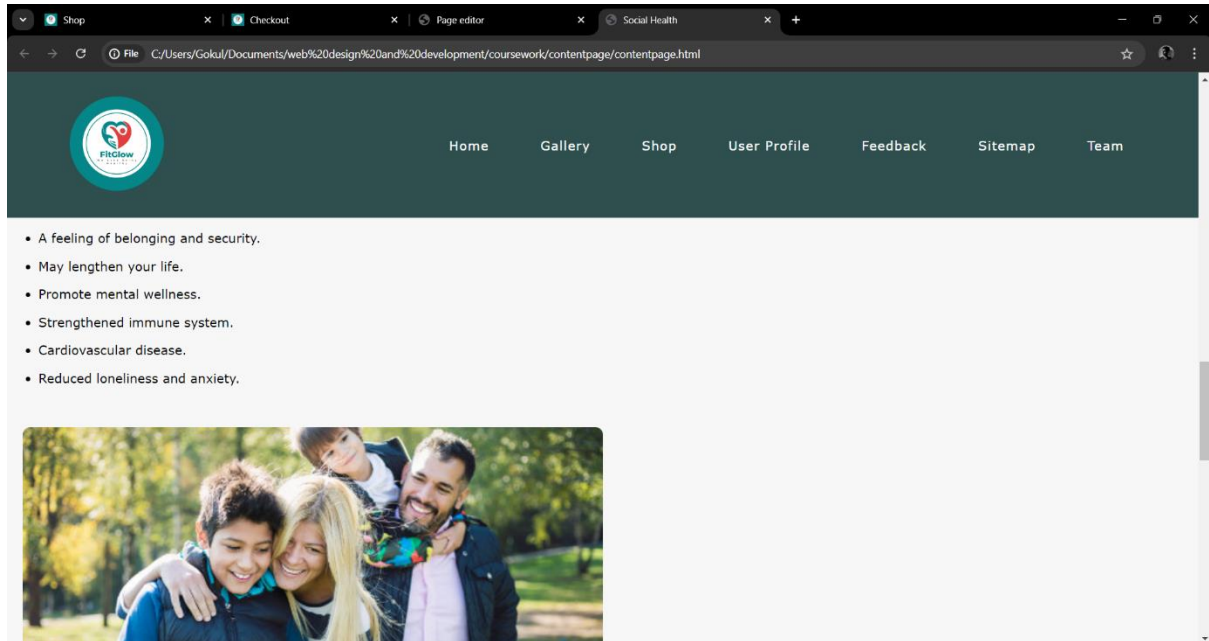 Shop
Checkout
Page editor
Social Health
File C:/Users/Gokul/Documents/web%20design%20and%20development/coursework/contentpage/contentpage.html
FitGlow
Home Gallery Shop User Profile Feedback Sitemap Team
• A feeling of belonging and security.
• May lengthen your life.
• Promote mental wellness.
• Strengthened immune system.
• Cardiovascular disease.
• Reduced loneliness and anxiety.